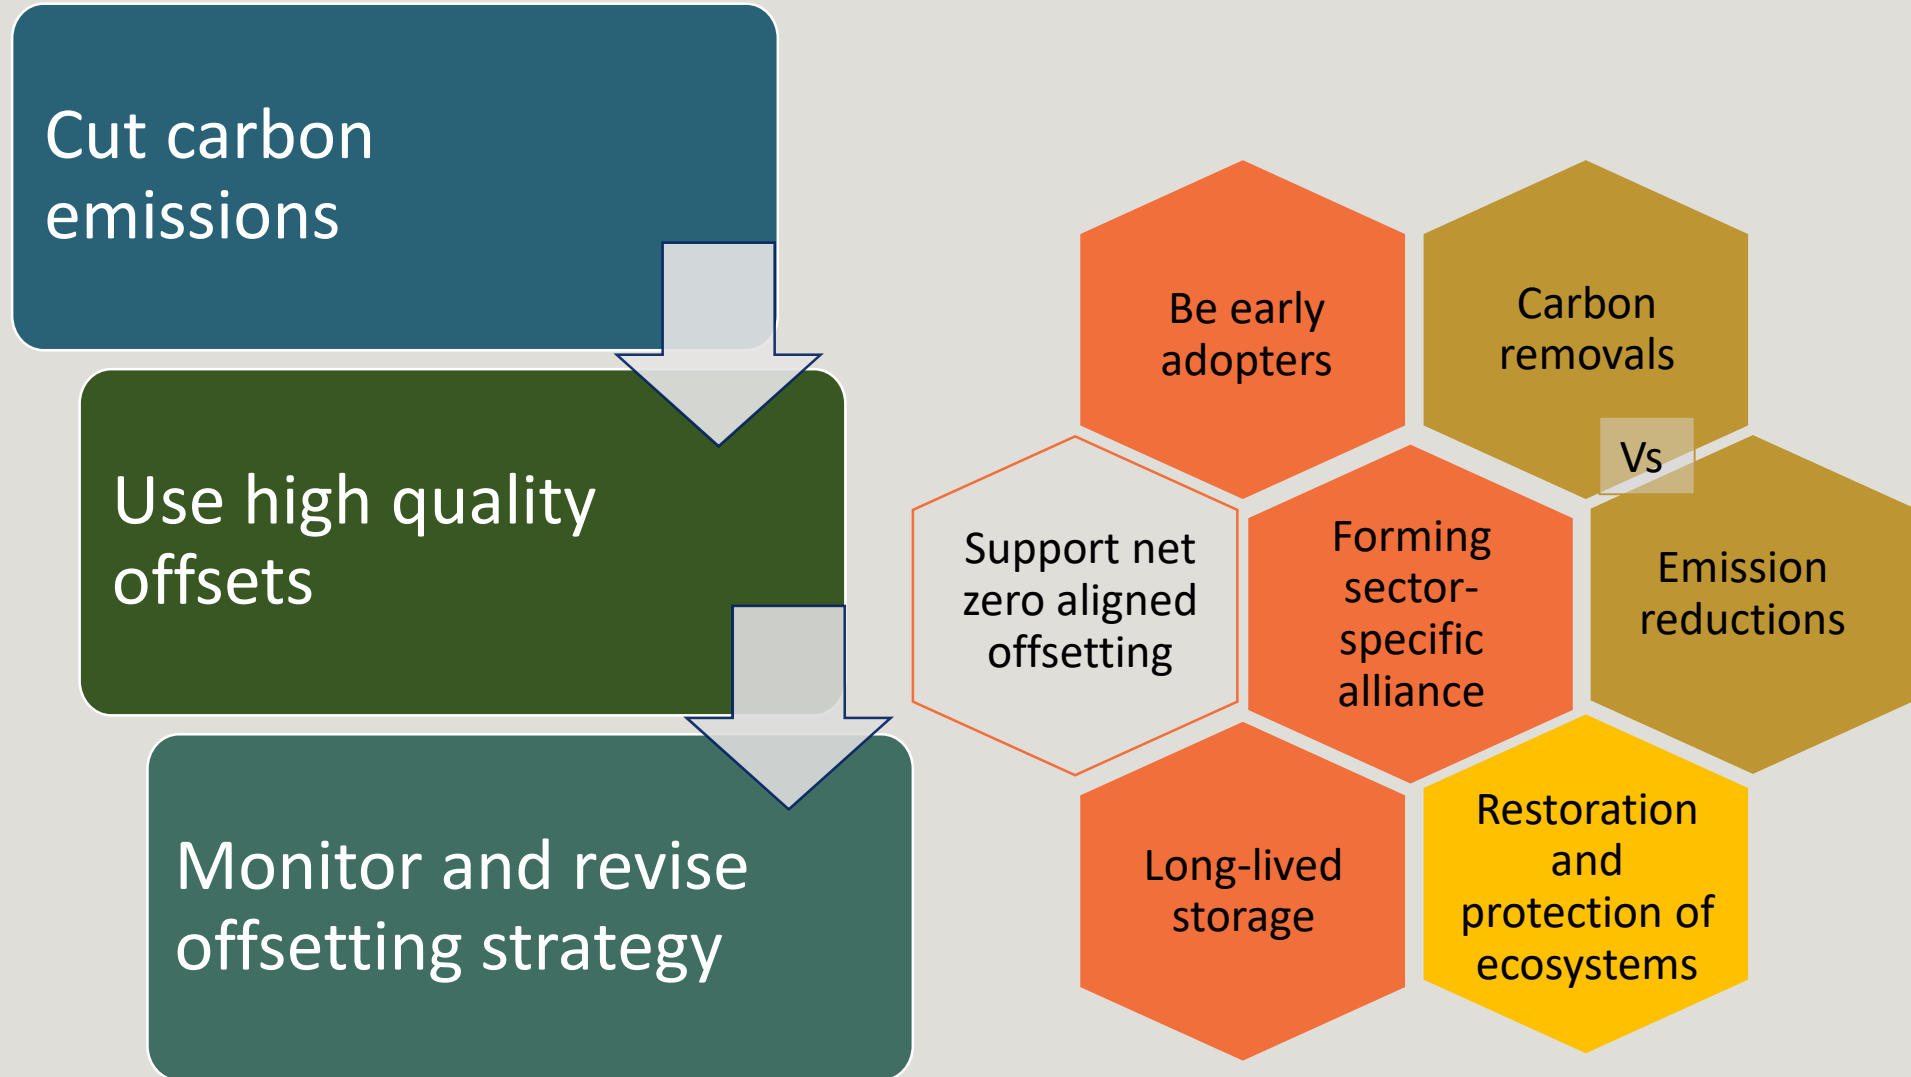 Cut carbon
emissions
Use high quality
offsets
Monitor and revise
offsetting strategy
Be early
adopters
Carbon
removals
Vs
Support net
zero aligned
offsetting
Forming
sector-
specific
alliance
Emission
reductions
Long-lived
storage
Restoration
and
protection of
ecosystems